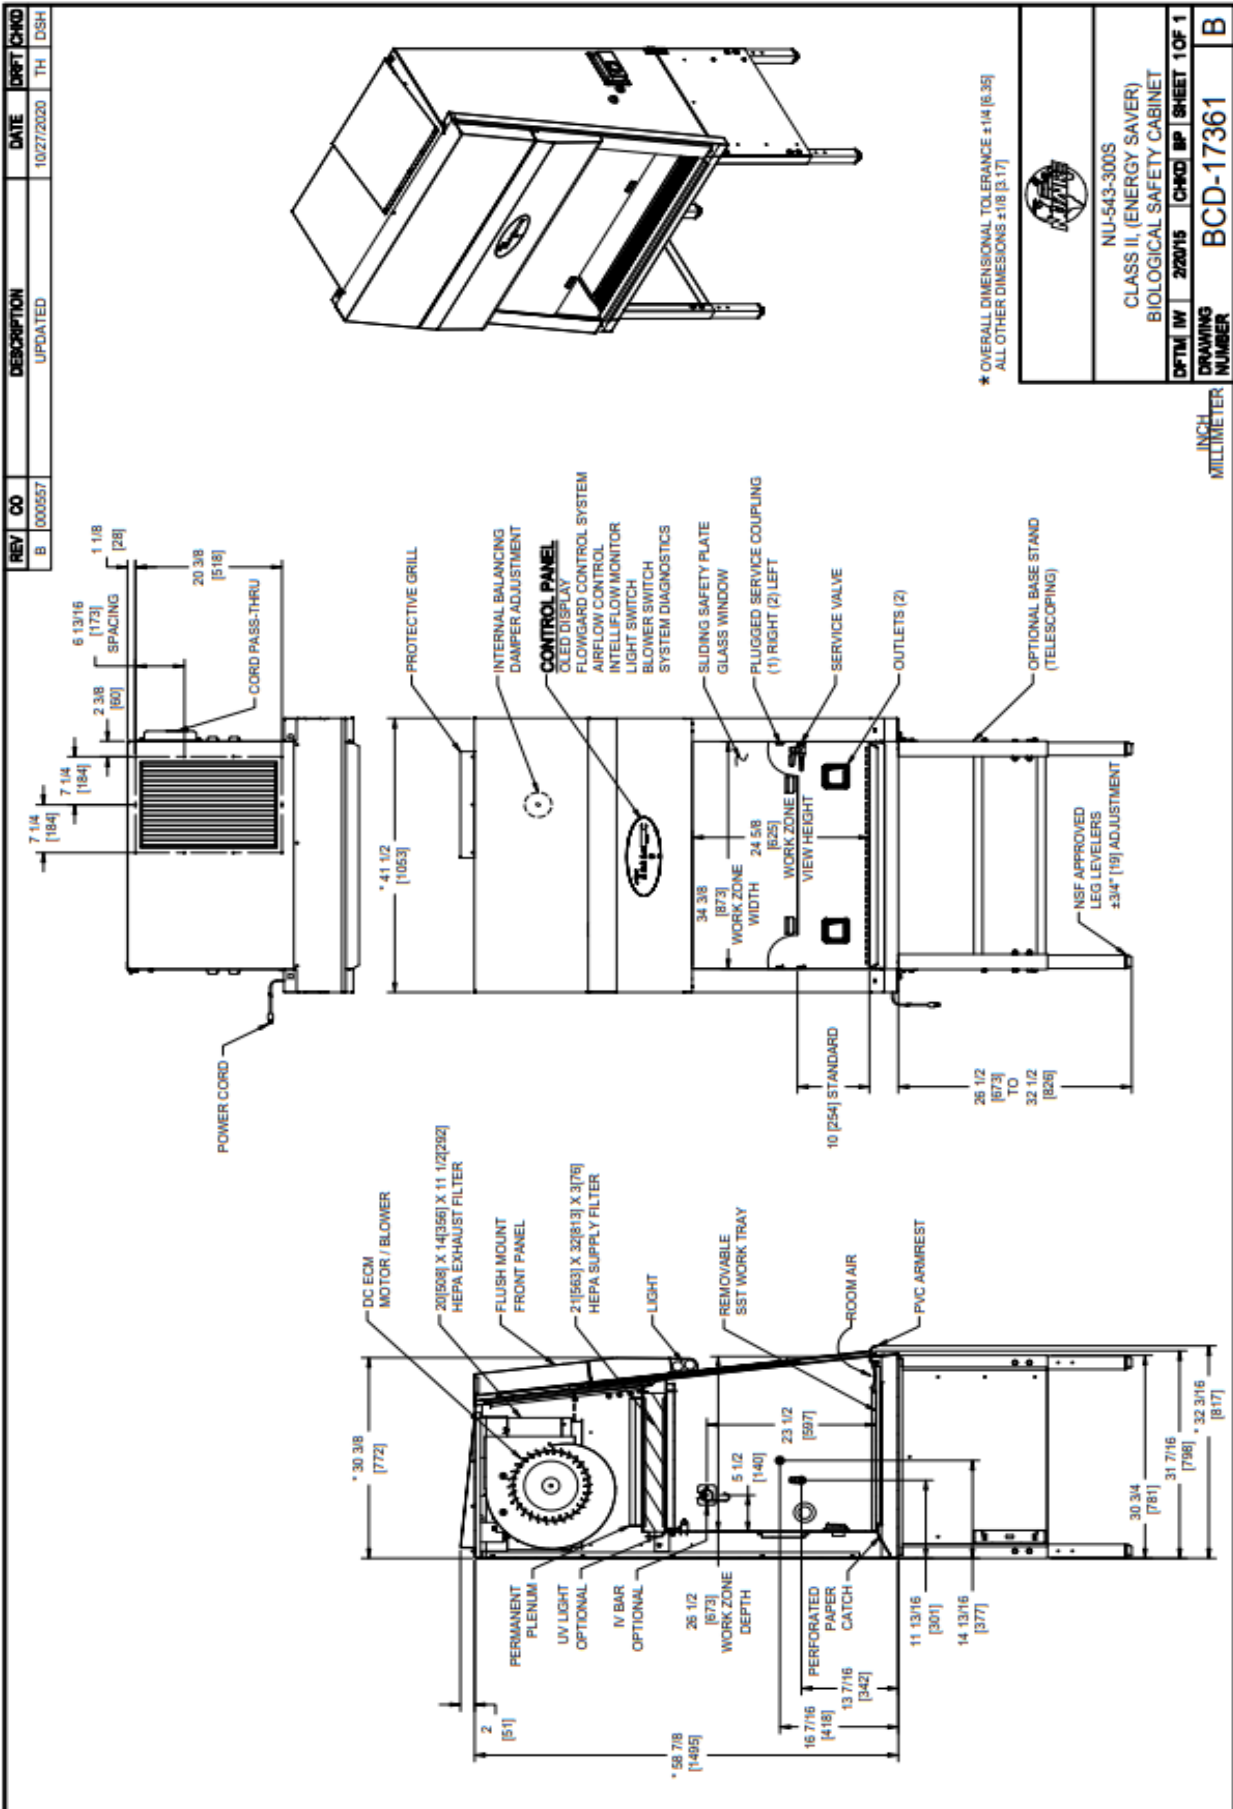 REV CO DESCRIPTION DATE DRFT CHKD
B 000557 UPDATED 10/27/2020 TH DSH
7 1/4
[184]
7 1/4
[184]
2 3/8
[60]
6 13/16
[173]
SPACING
1 1/8
[28]
20 3/8
[518]
CORD PASS-THRU
POWER CORD
* 30 3/8
[772]
DC ECM
MOTOR / BLOWER
20[508] X 14[356] X 11 1/2[292]
HEPA EXHAUST FILTER
FLUSH MOUNT
FRONT PANEL
21[563] X 32[813] X 3[76]
HEPA SUPPLY FILTER
LIGHT
REMOVABLE
SST WORK TRAY
ROOM AIR
PVC ARMREST
2
[51]
* 58 7/8
[1495]
PERMANENT
PLENUM
UV LIGHT
OPTIONAL
IV BAR
OPTIONAL
26 1/2
[673]
WORK ZONE
DEPTH
5 1/2
[140]
23 1/2
[597]
PERFORATED
PAPER
CATCH
16 7/16
[418]
13 7/16
[342]
11 13/16
[301]
14 13/16
[377]
30 3/4
[781]
31 7/16
[798]
* 32 3/16
[817]
* 41 1/2
[1053]
PROTECTIVE GRILL
INTERNAL BALANCING
DAMPER ADJUSTMENT
CONTROL PANEL
OLED DISPLAY
FLOWGARD CONTROL SYSTEM
AIRFLOW CONTROL
INTELLIFLOW MONITOR
LIGHT SWITCH
BLOWER SWITCH
SYSTEM DIAGNOSTICS
SLIDING SAFETY PLATE
GLASS WINDOW
PLUGGED SERVICE COUPLING
(1) RIGHT (2) LEFT
SERVICE VALVE
OUTLETS (2)
OPTIONAL BASE STAND
(TELESCOPING)
34 3/8
[873]
WORK ZONE
WIDTH
24 5/8
[625]
WORK ZONE
VIEW HEIGHT
10 [254] STANDARD
26 1/2
[673]
TO
32 1/2
[826]
NSF APPROVED
LEG LEVELERS
±3/4" [19] ADJUSTMENT
* OVERALL DIMENSIONAL TOLERANCE ±1/4 [6.35]
ALL OTHER DIMESIONS ±1/8 [3.17]
NU-543-300S
CLASS II, (ENERGY SAVER)
BIOLOGICAL SAFETY CABINET
DFTM IW 2/20/15 CHKD BP SHEET 1 OF 1
INCH
MILLIMETER
DRAWING
NUMBER
BCD-17361 B